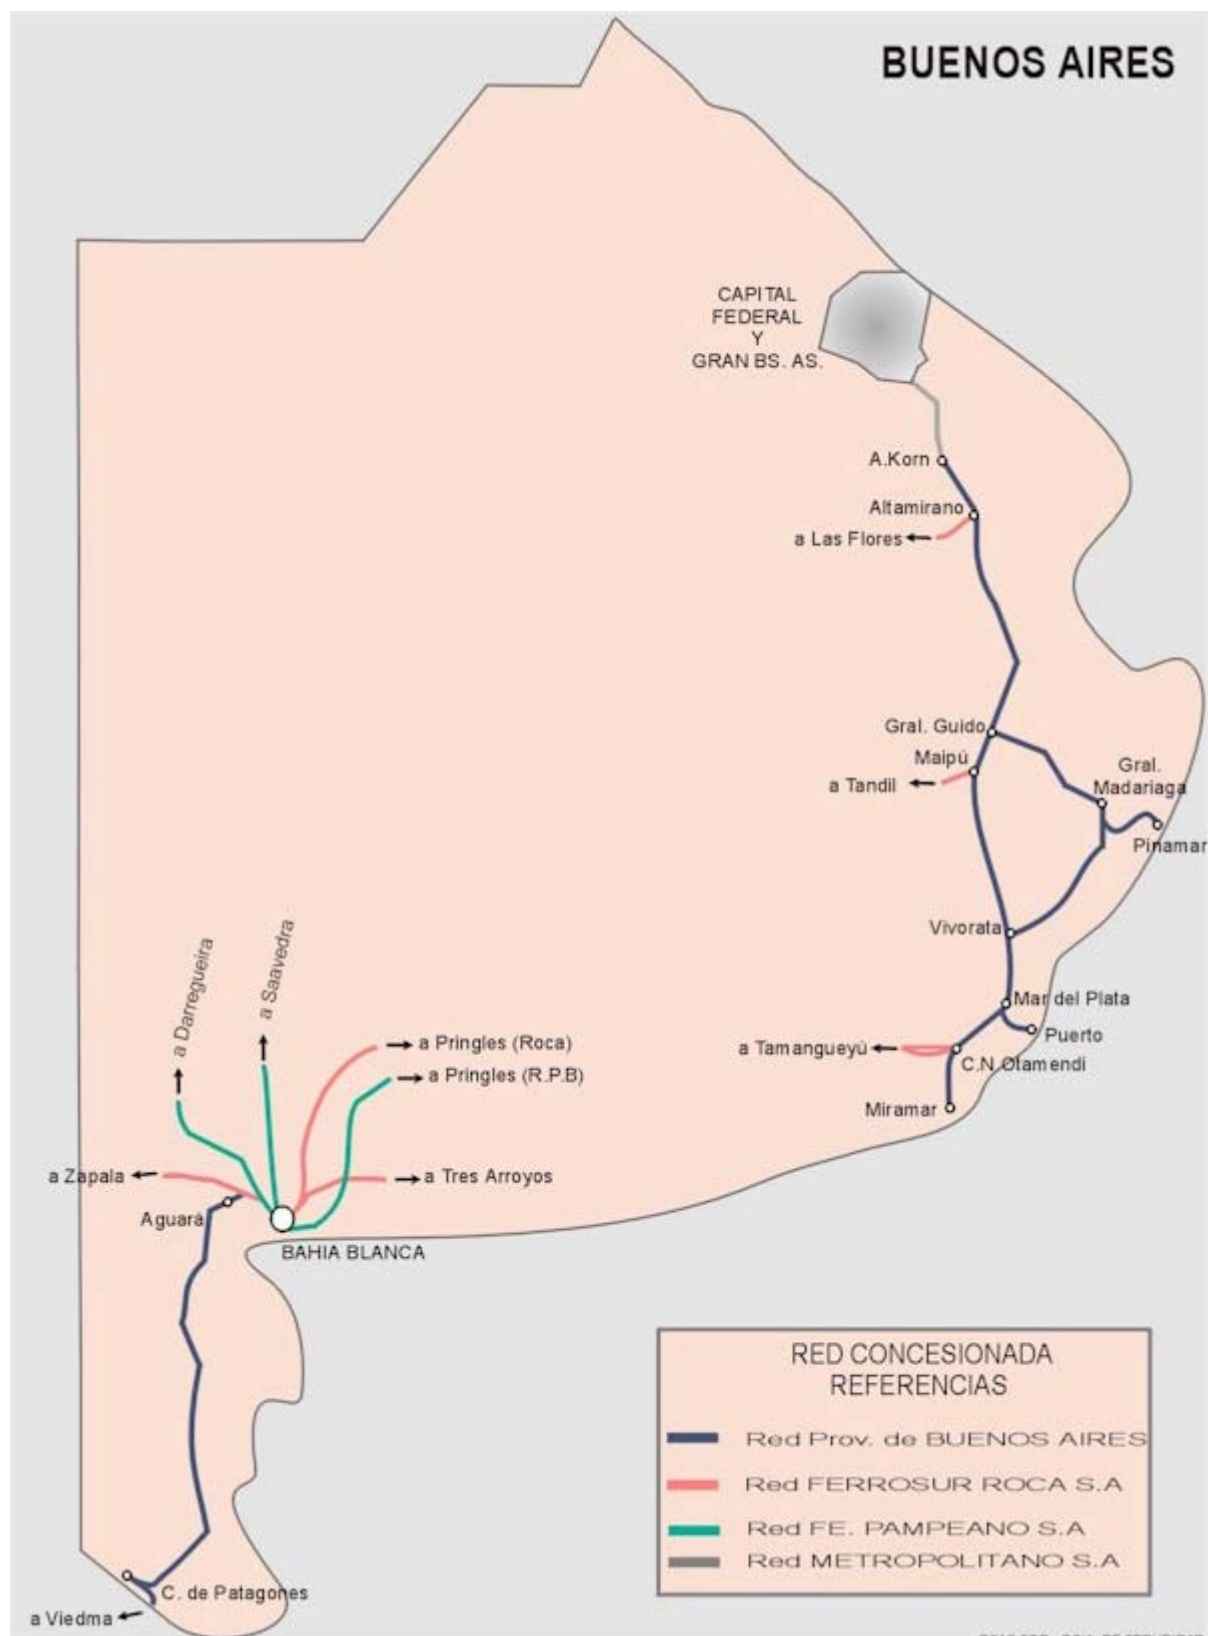 BUENOS AIRES
CAPITAL
FEDERAL
Y
GRAN BS. AS.
A.Korn
Altamirano
a Las Flores
Gral. Guido
Maipú
a Tandil
Gral.
Madariaga
Pinamar
Vivorata
Mar del Plata
Puerto
a Tamangueyú
C.N.Otamendi
Miramar
a Darregueira
a Saavedra
a Pringles (Roca)
a Pringles (R.P.B)
a Zapala
a Tres Arroyos
Aguará
BAHIA BLANCA
C. de Patagones
a Viedma
RED CONCESIONADA
REFERENCIAS
Red Prov. de BUENOS AIRES
Red FERROSUR ROCA S.A
Red FE. PAMPEANO S.A
Red METROPOLITANO S.A